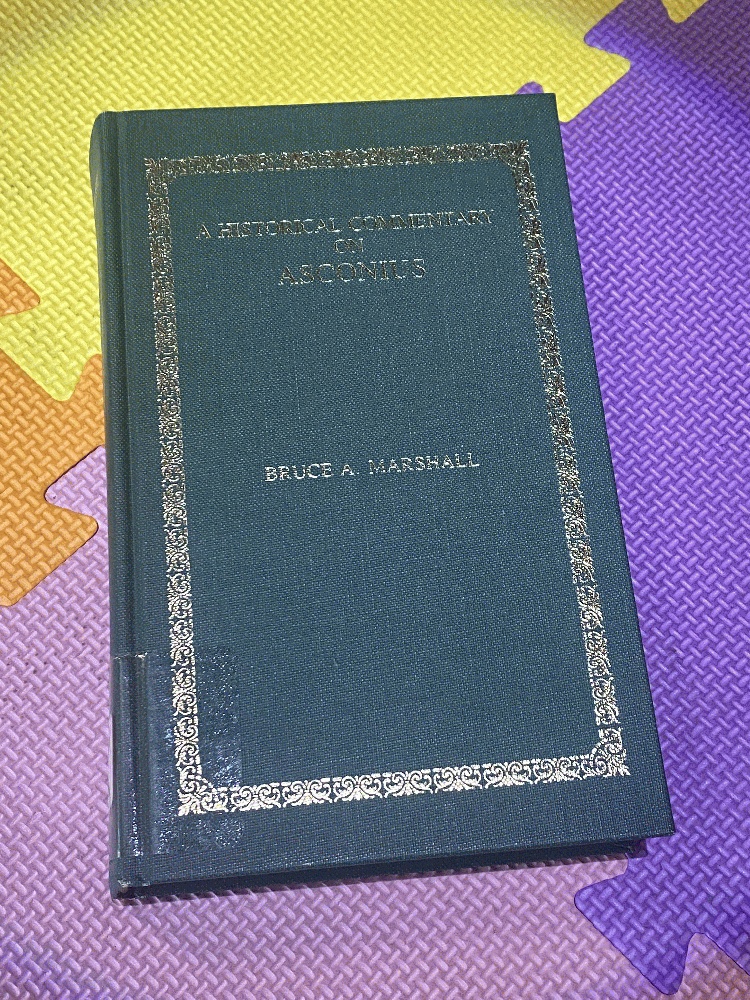 A HISTORICAL COMMENTARY
ON
ASCONIUS
BRUCE A. MARSHALL